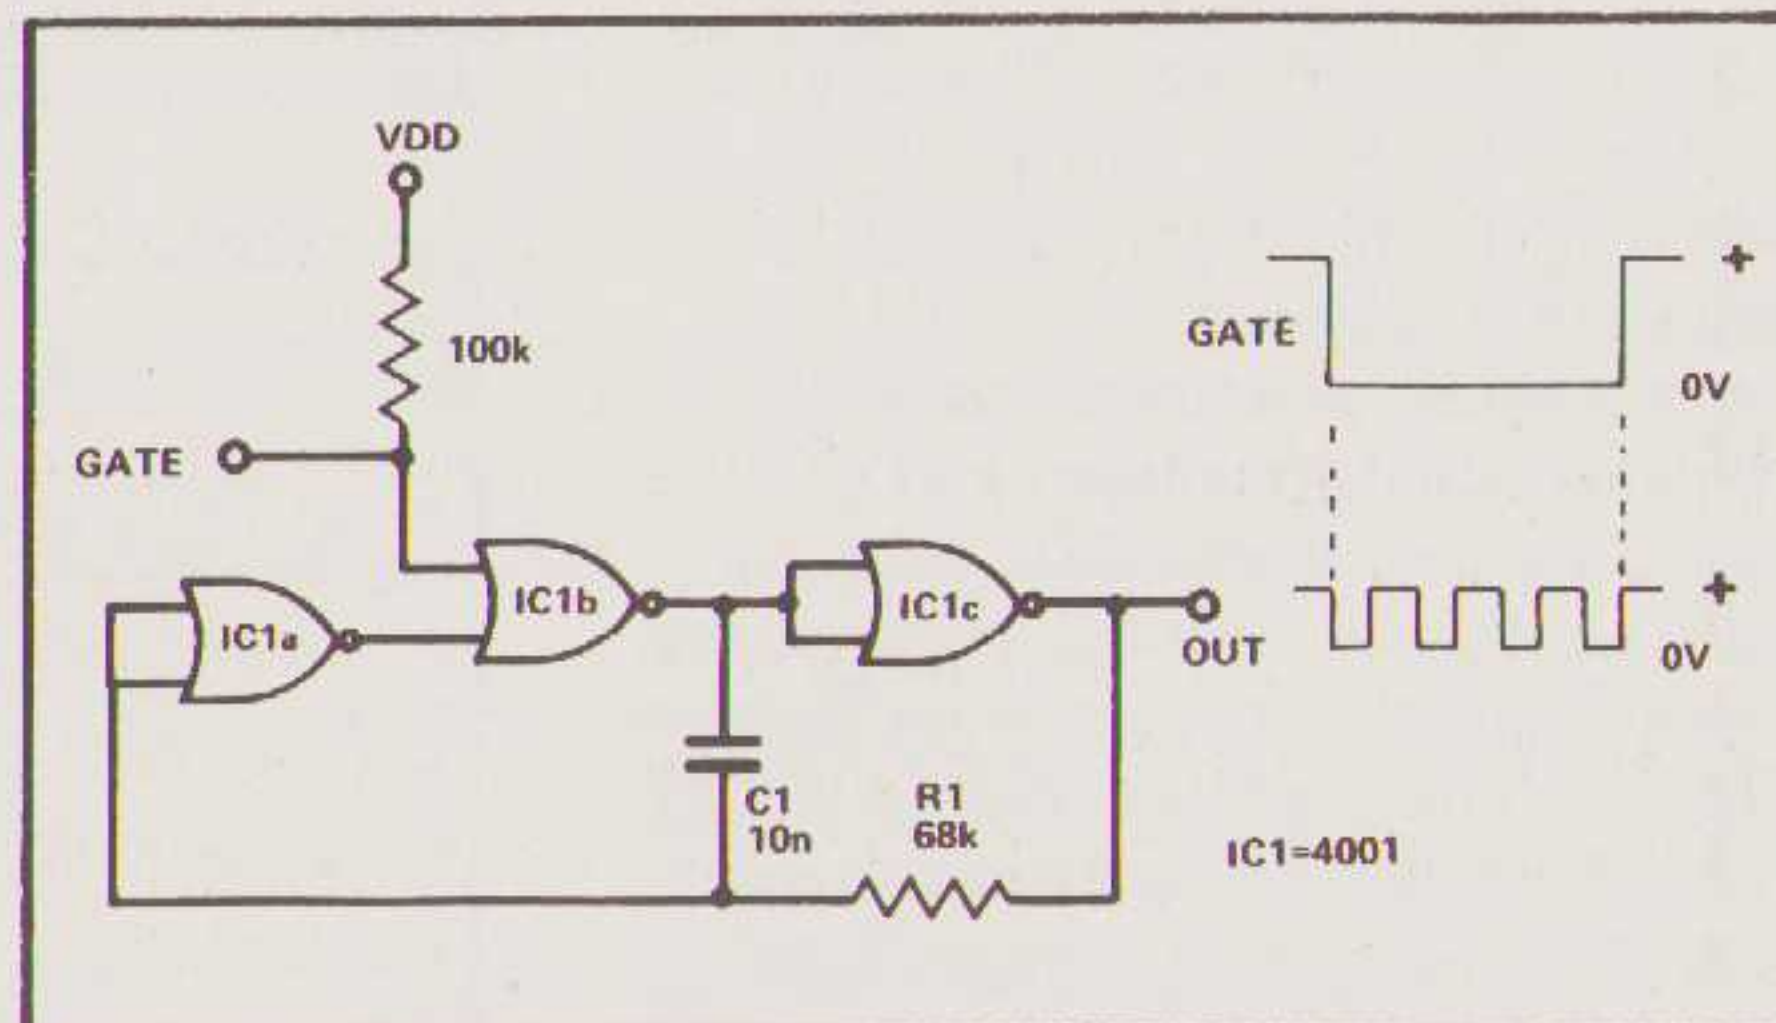 VDD
100k
GATE
IC1a
IC1b
IC1c
OUT
C1
10n
R1
68k
IC1=4001
GATE
+
0V
+
0V